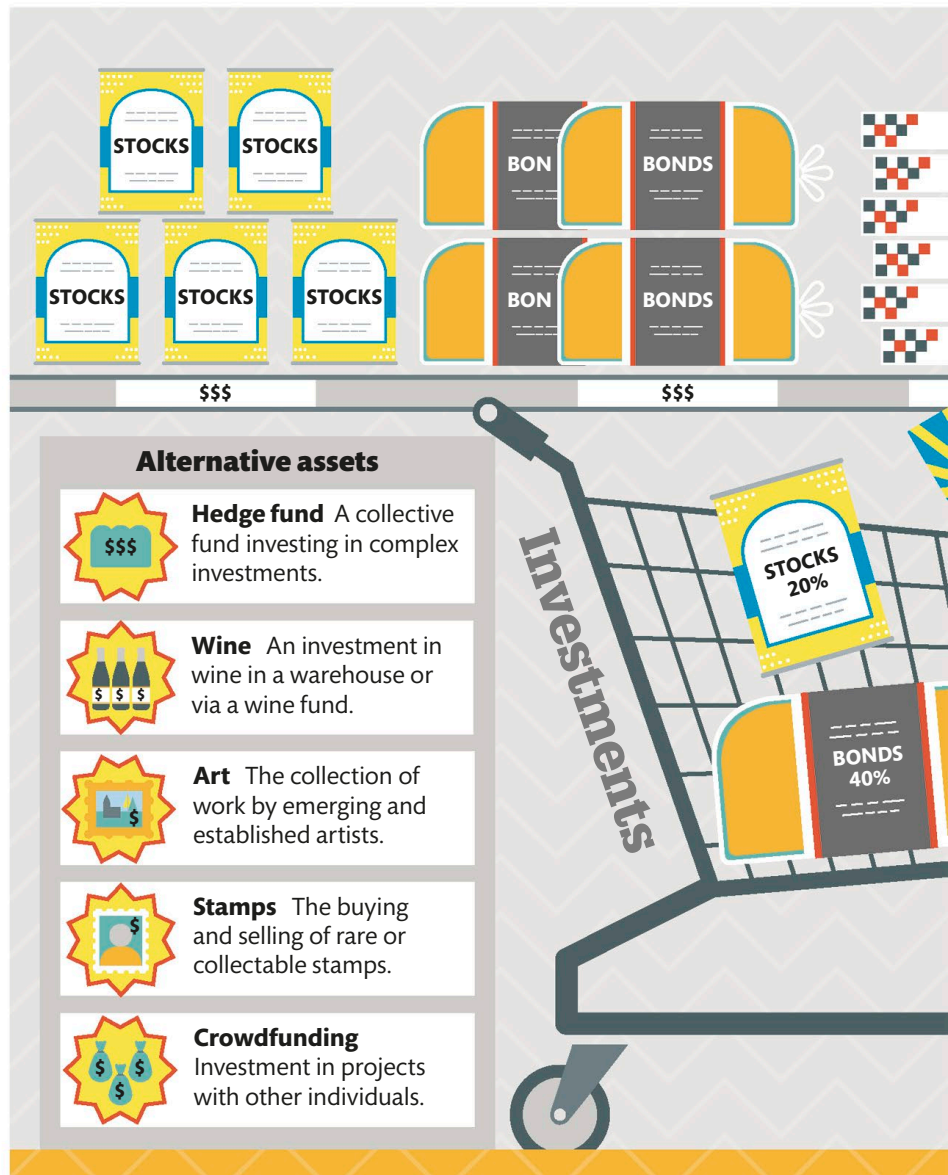 STOCKS
STOCKS
STOCKS
STOCKS
STOCKS
BON
BONDS
BON
BONDS
$$$
$$$
Alternative assets
$$$
Hedge fund A collective
fund investing in complex
investments.
$ $ $
Wine An investment in
wine in a warehouse or
via a wine fund.
$
Art The collection of
work by emerging and
established artists.
$
Stamps The buying
and selling of rare or
collectable stamps.
$ $
$
Crowdfunding
Investment in projects
with other individuals.
Investments
STOCKS
20%
BONDS
40%